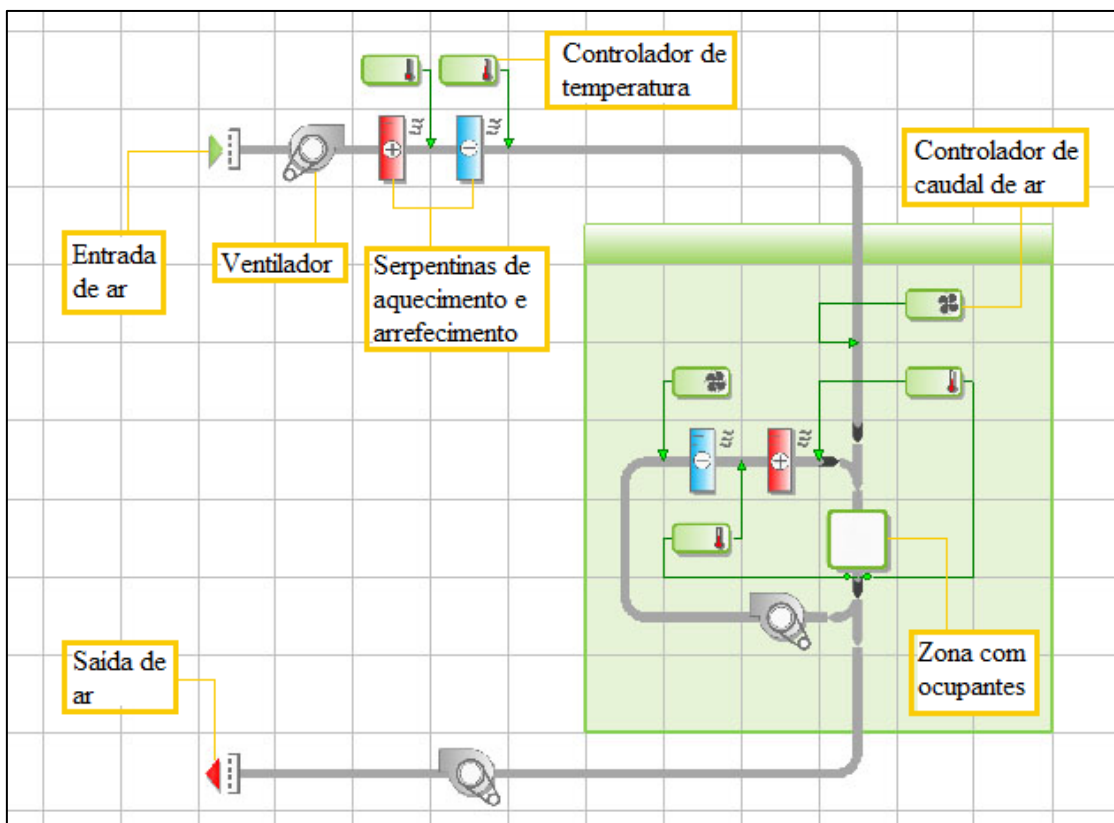 Controlador de
temperatura
Controlador de
caudal de ar
Entrada
de ar
Ventilador
Serpentinas de
aquecimento e
arrefecimento
Saída de
ar
Zona com
ocupantes